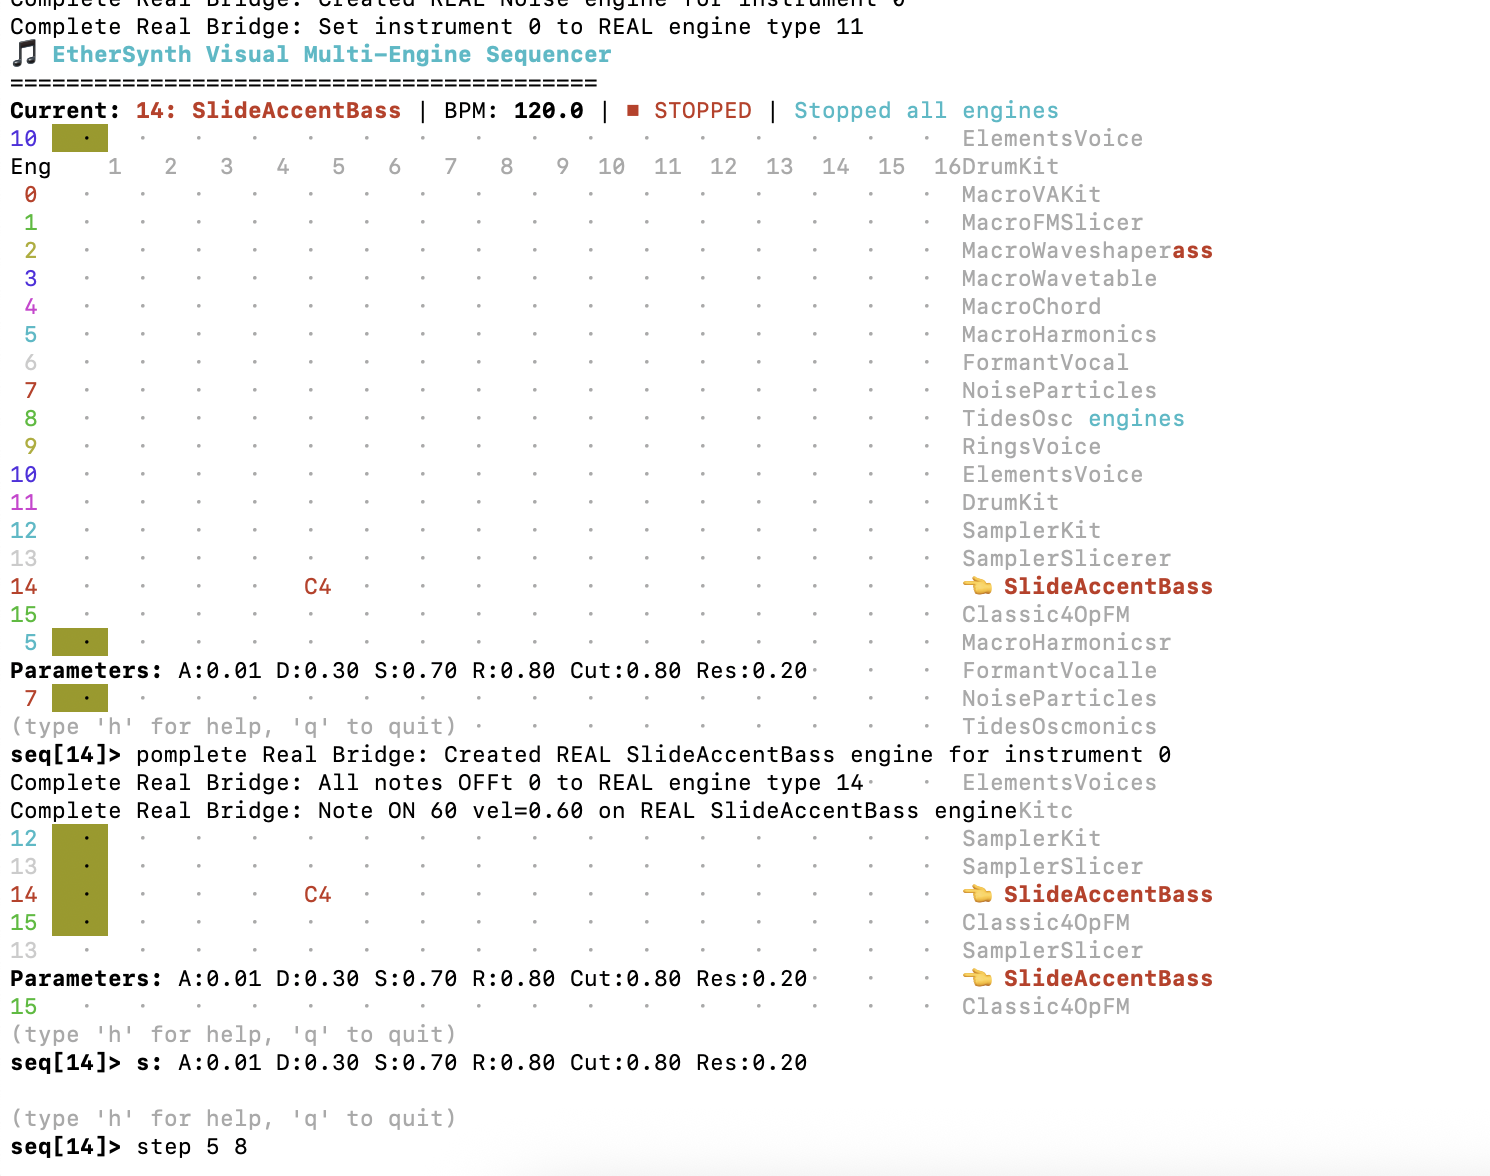 Complete Real Bridge: Created REAL Noise engine for instrument 0
Complete Real Bridge: Set instrument 0 to REAL engine type 11
🎵 EtherSynth Visual Multi-Engine Sequencer
==========================================
Current: 14: SlideAccentBass | BPM: 120.0 | ■ STOPPED | Stopped all engines
10 · · · · · · · · · · · · · · · · ElementsVoice
Eng 1 2 3 4 5 6 7 8 9 10 11 12 13 14 15 16DrumKit
0 · · · · · · · · · · · · · · · · MacroVAKit
1 · · · · · · · · · · · · · · · · MacroFMSlicer
2 · · · · · · · · · · · · · · · · MacroWaveshaperass
3 · · · · · · · · · · · · · · · · MacroWavetable
4 · · · · · · · · · · · · · · · · MacroChord
5 · · · · · · · · · · · · · · · · MacroHarmonics
6 · · · · · · · · · · · · · · · · FormantVocal
7 · · · · · · · · · · · · · · · · NoiseParticles
8 · · · · · · · · · · · · · · · · TidesOsc engines
9 · · · · · · · · · · · · · · · · RingsVoice
10 · · · · · · · · · · · · · · · · ElementsVoice
11 · · · · · · · · · · · · · · · · DrumKit
12 · · · · · · · · · · · · · · · · SamplerKit
13 · · · · · · · · · · · · · · · · SamplerSlicerer
14 · · · · C4 · · · · · · · · · · · 👈 SlideAccentBass
15 · · · · · · · · · · · · · · · · Classic4OpFM
5 · · · · · · · · · · · · · · · · MacroHarmonicsr
Parameters: A:0.01 D:0.30 S:0.70 R:0.80 Cut:0.80 Res:0.20· · · FormantVocalle
7 · · · · · · · · · · · · · · · · NoiseParticles
(type 'h' for help, 'q' to quit) · · · · · · · · · TidesOscmonics
seq[14]> pomplete Real Bridge: Created REAL SlideAccentBass engine for instrument 0
Complete Real Bridge: All notes OFFt 0 to REAL engine type 14· · ElementsVoices
Complete Real Bridge: Note ON 60 vel=0.60 on REAL SlideAccentBass engineKitc
12 · · · · · · · · · · · · · · · · SamplerKit
13 · · · · · · · · · · · · · · · · SamplerSlicer
14 · · · · C4 · · · · · · · · · · · 👈 SlideAccentBass
15 · · · · · · · · · · · · · · · · Classic4OpFM
13 · · · · · · · · · · · · · · · · SamplerSlicer
Parameters: A:0.01 D:0.30 S:0.70 R:0.80 Cut:0.80 Res:0.20· · · 👈 SlideAccentBass
15 · · · · · · · · · · · · · · · · Classic4OpFM
(type 'h' for help, 'q' to quit)
seq[14]> s: A:0.01 D:0.30 S:0.70 R:0.80 Cut:0.80 Res:0.20
(type 'h' for help, 'q' to quit)
seq[14]> step 5 8